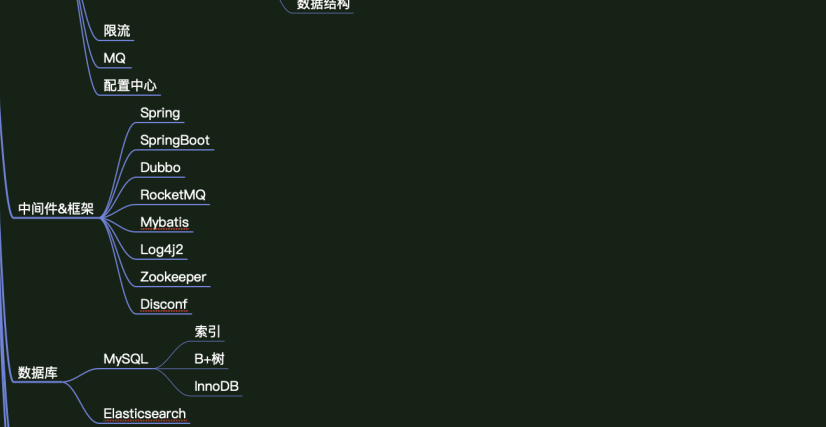 数据结构
限流
MQ
配置中心
中间件&框架
Spring
SpringBoot
Dubbo
RocketMQ
Mybatis
Log4j2
Zookeeper
Disconf
数据库
MySQL
索引
B+树
InnoDB
Elasticsearch